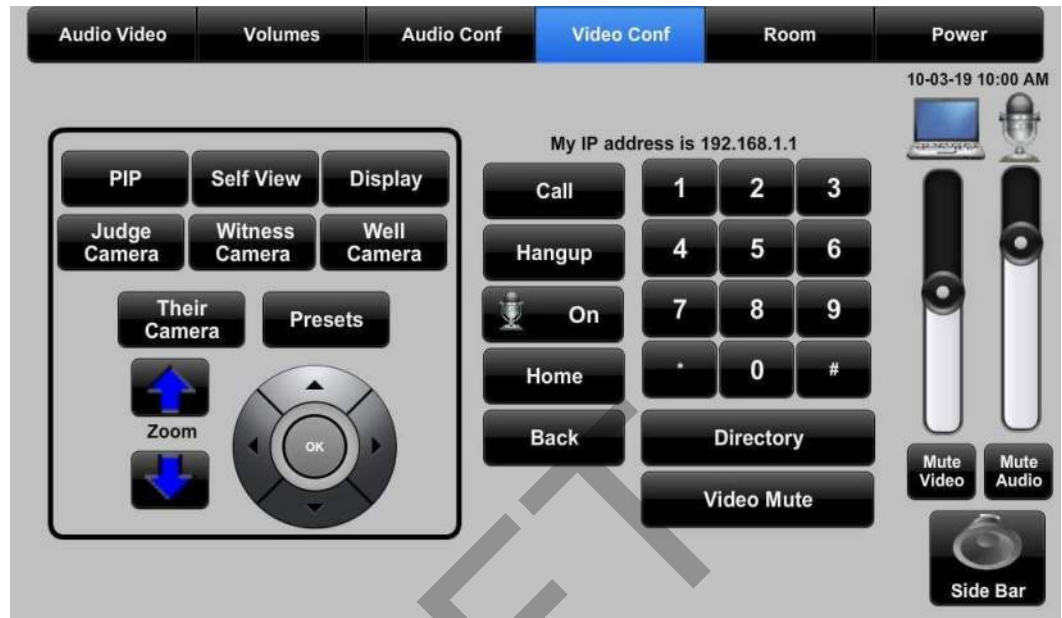 Audio Video
Volumes
Audio Conf
Video Conf
Room
Power
10-03-19 10:00 AM
My IP address is 192.168.1.1
PIP
Self View
Display
Judge
Camera
Witness
Camera
Well
Camera
Their
Camera
Presets
Zoom
OK
Call
Hangup
On
Home
Back
1
2
3
4
5
6
7
8
9
*
0
#
Directory
Video Mute
Mute
Video
Mute
Audio
Side Bar